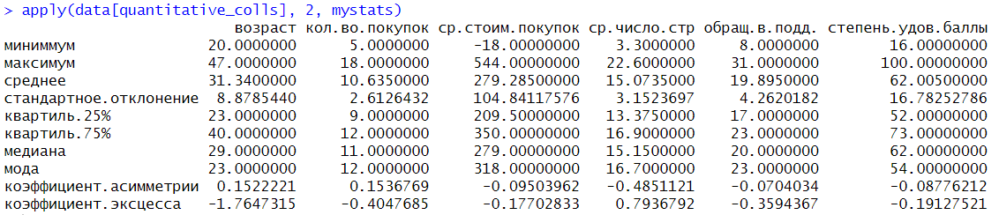 > apply(data[quantitative_colls], 2, mystats)
возраст кол.во.покупок ср.стоим.покупок ср.число.стр обращ.в.подд. степень.удов.баллы
миниммум 20.0000000 5.0000000 -18.00000000 3.3000000 8.0000000 16.00000000
максимум 47.0000000 18.0000000 544.00000000 22.6000000 31.0000000 100.00000000
среднее 31.3400000 10.6350000 279.28500000 15.0735000 19.8950000 62.00500000
стандартное.отклонение 8.8785440 2.6126432 104.84117576 3.1523697 4.2620182 16.78252786
квартиль.25% 23.0000000 9.0000000 209.50000000 13.3750000 17.0000000 52.00000000
квартиль.75% 40.0000000 12.0000000 350.00000000 16.9000000 23.0000000 73.00000000
медиана 29.0000000 11.0000000 279.00000000 15.1500000 20.0000000 62.00000000
мода 23.0000000 12.0000000 318.00000000 16.7000000 23.0000000 54.00000000
коэффициент.асимметрии 0.1522221 0.1536769 -0.09503962 -0.4851121 -0.0704034 -0.08776212
коэффициент.эксцесса -1.7647315 -0.4047685 -0.17702833 0.7936792 -0.3594367 -0.19127521